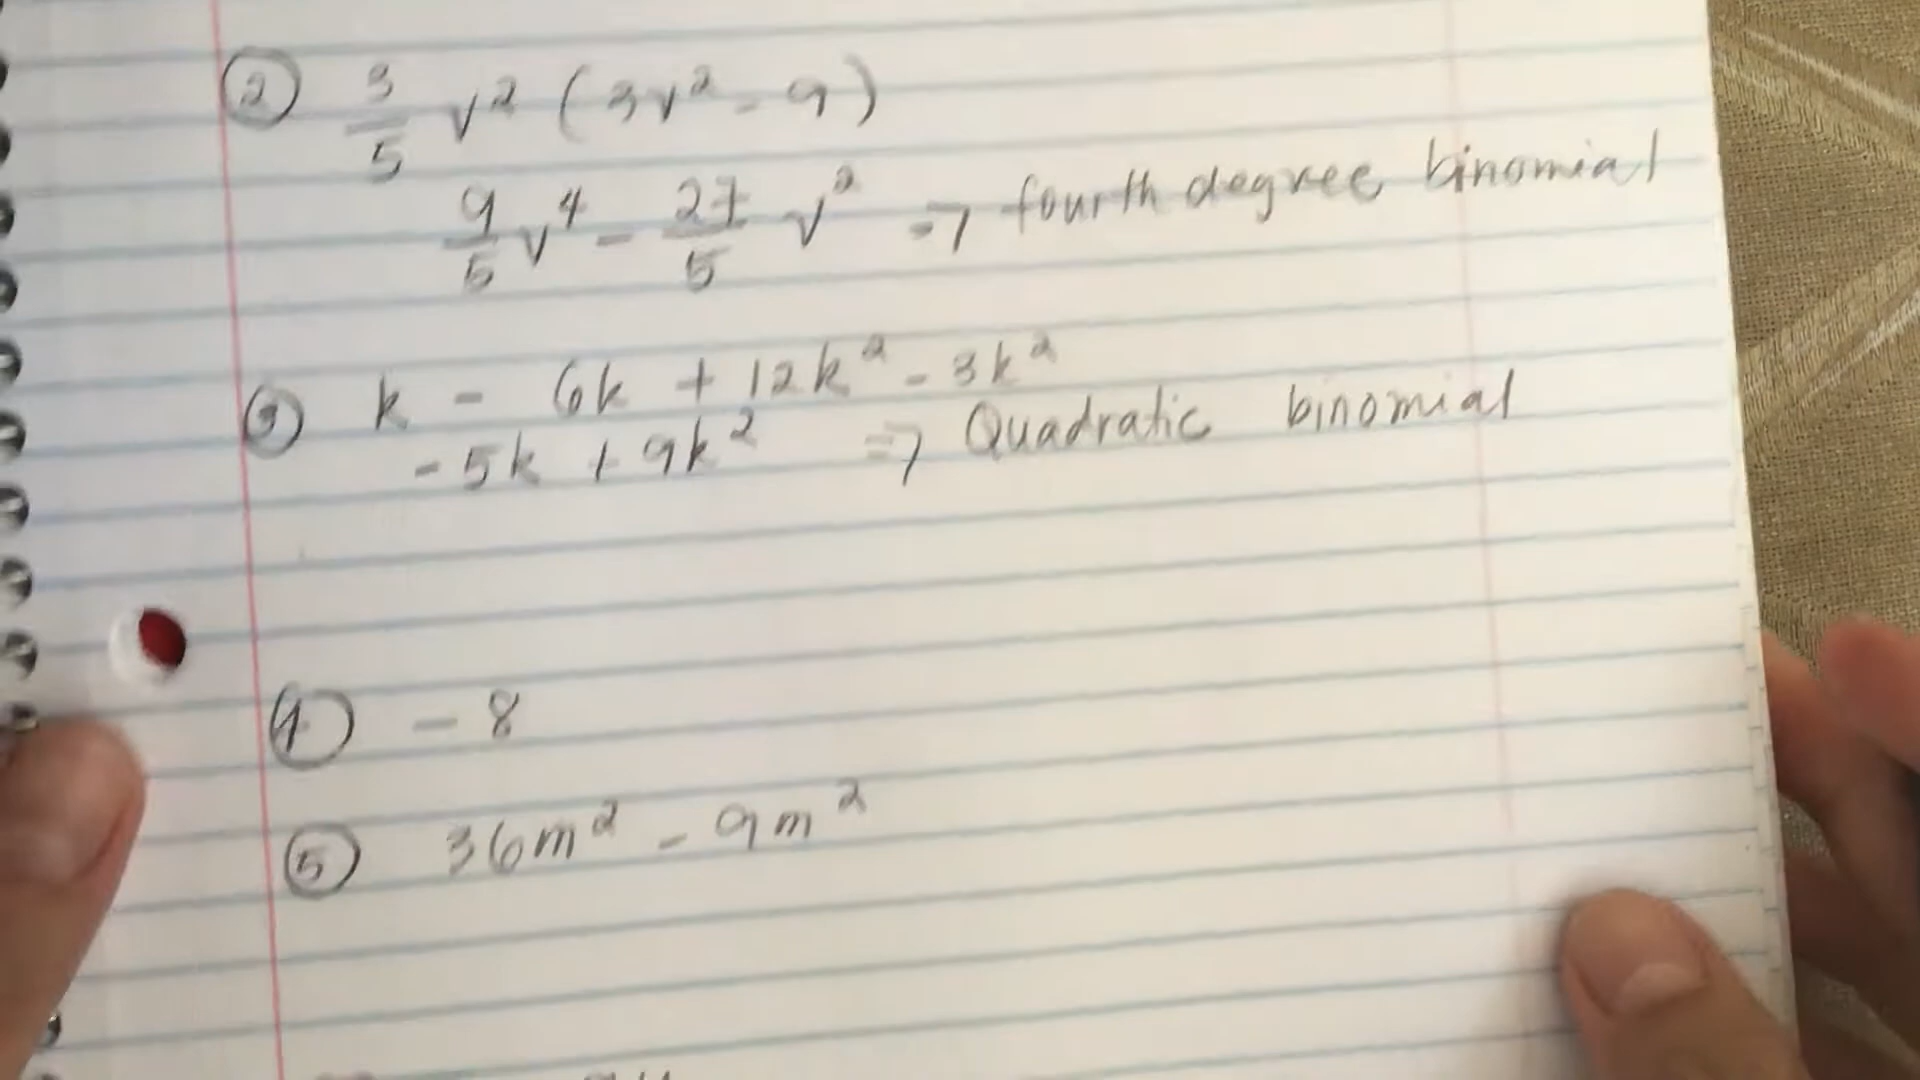 ② 3/5 v² (3v² - 9)
9/5 v⁴ - 27/5 v² => fourth degree binomial
③ k - 6k + 12k² - 3k²
-5k + 9k² => Quadratic binomial
④ - 8
⑤ 36m² - 9m²